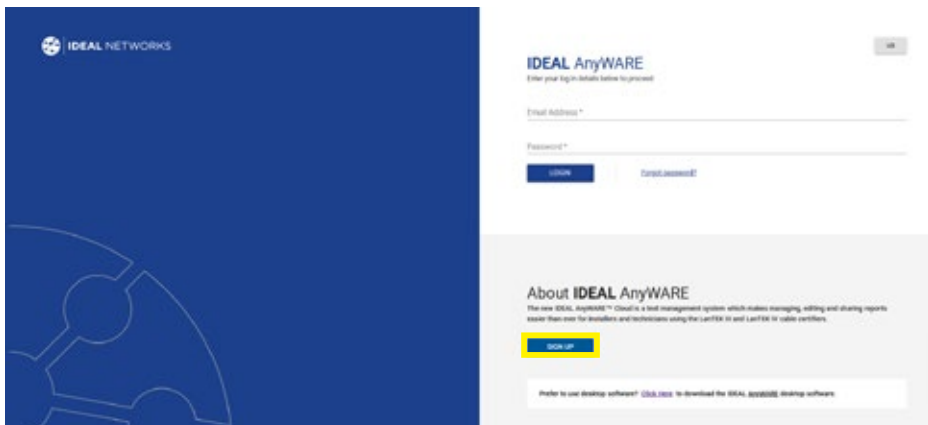 IDEAL NETWORKS
US
IDEAL AnyWARE
Enter your log in details below to proceed
Email Address *
Password *
LOGIN
Forgot password?
About IDEAL AnyWARE
The new IDEAL AnyWARE™ Cloud is a test management system which makes managing, editing and sharing reports
easier than ever for installers and technicians using the LanTEK III and LanTEK IV cable certifiers.
SIGN UP
Prefer to use desktop software? Click Here to download the IDEAL AnyWARE desktop software.